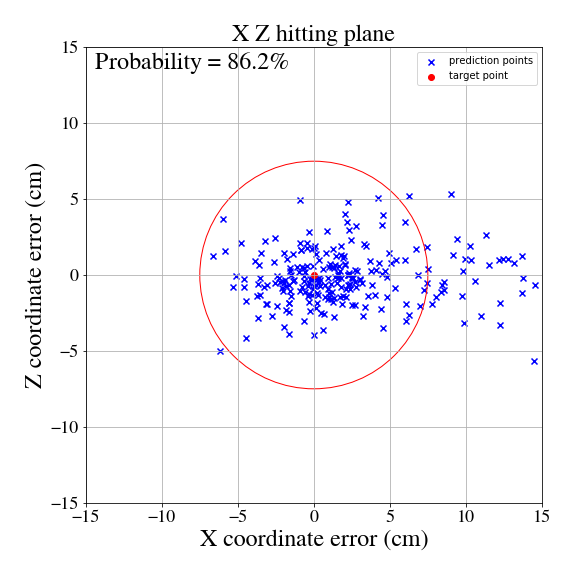 X Z hitting plane
Probability = 86.2%
prediction points
target point
15
10
5
0
−5
−10
−15
Z coordinate error (cm)
−15 −10 −5 0 5 10 15
X coordinate error (cm)